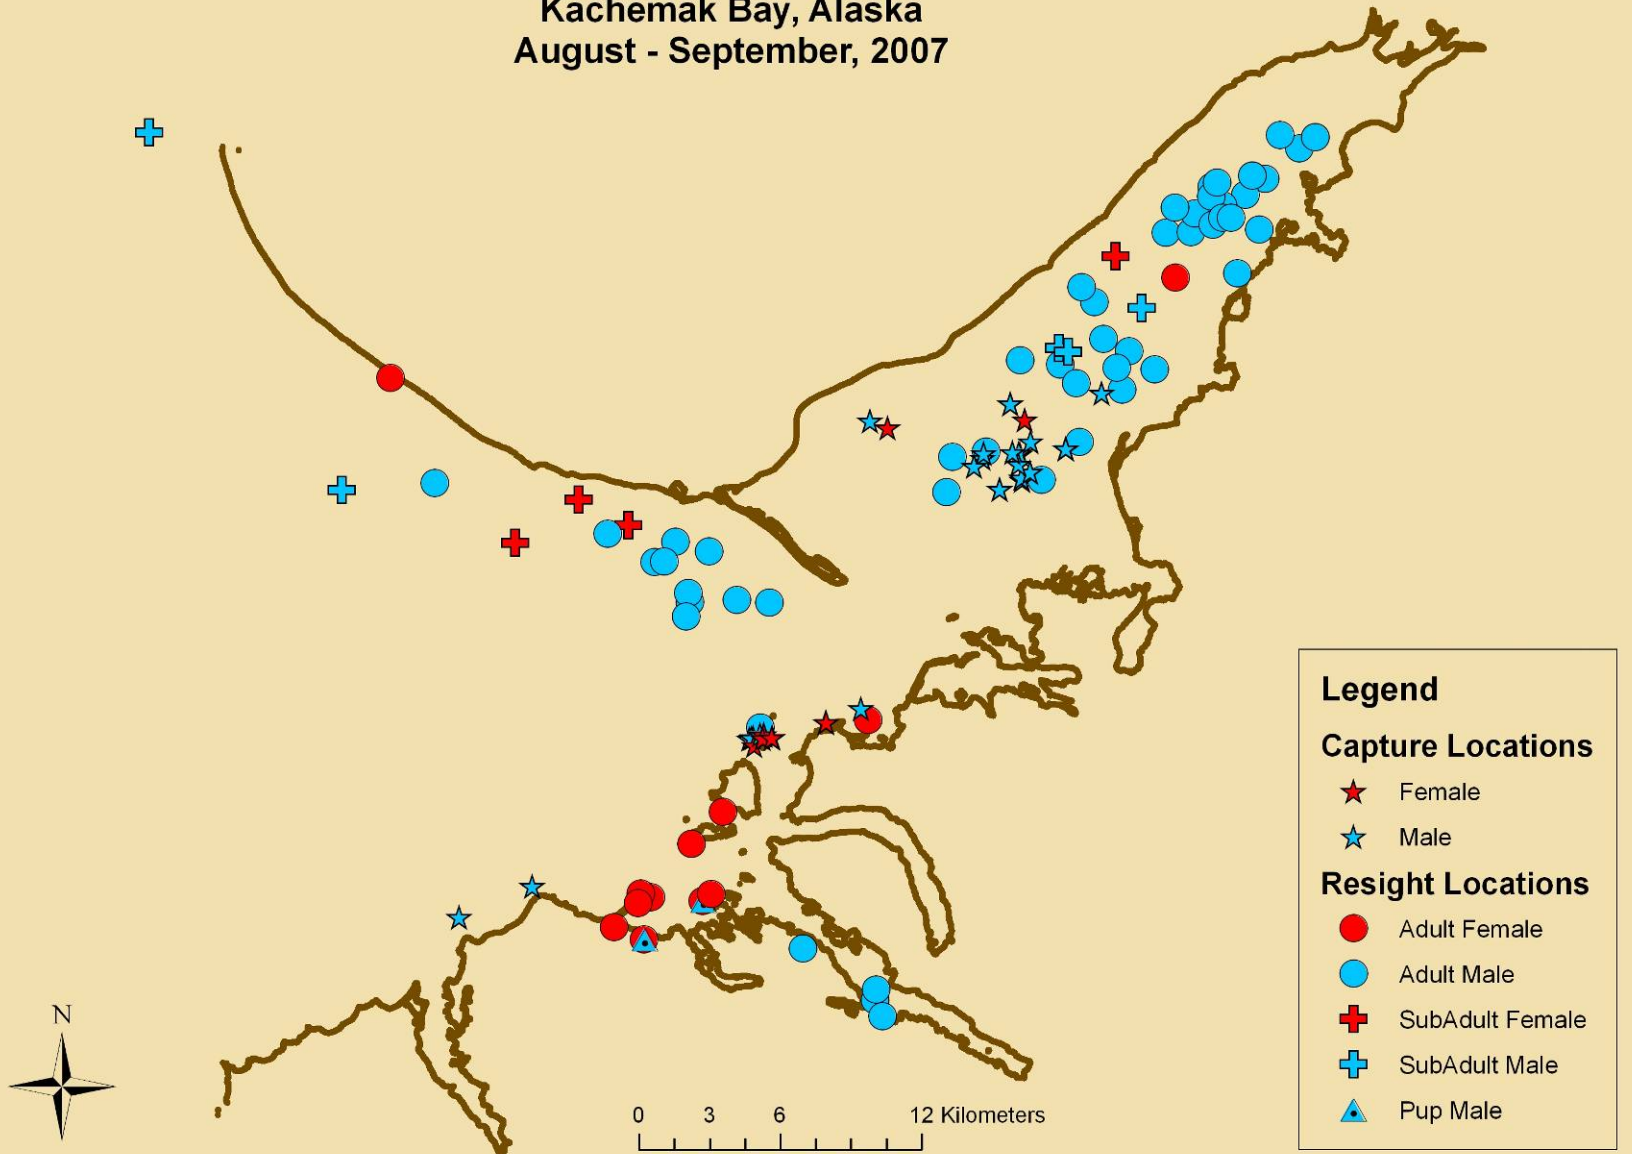 Kachemak Bay, Alaska
August - September, 2007
Legend
Capture Locations
Female
Male
Resight Locations
Adult Female
Adult Male
SubAdult Female
SubAdult Male
Pup Male
N
0 3 6 12 Kilometers